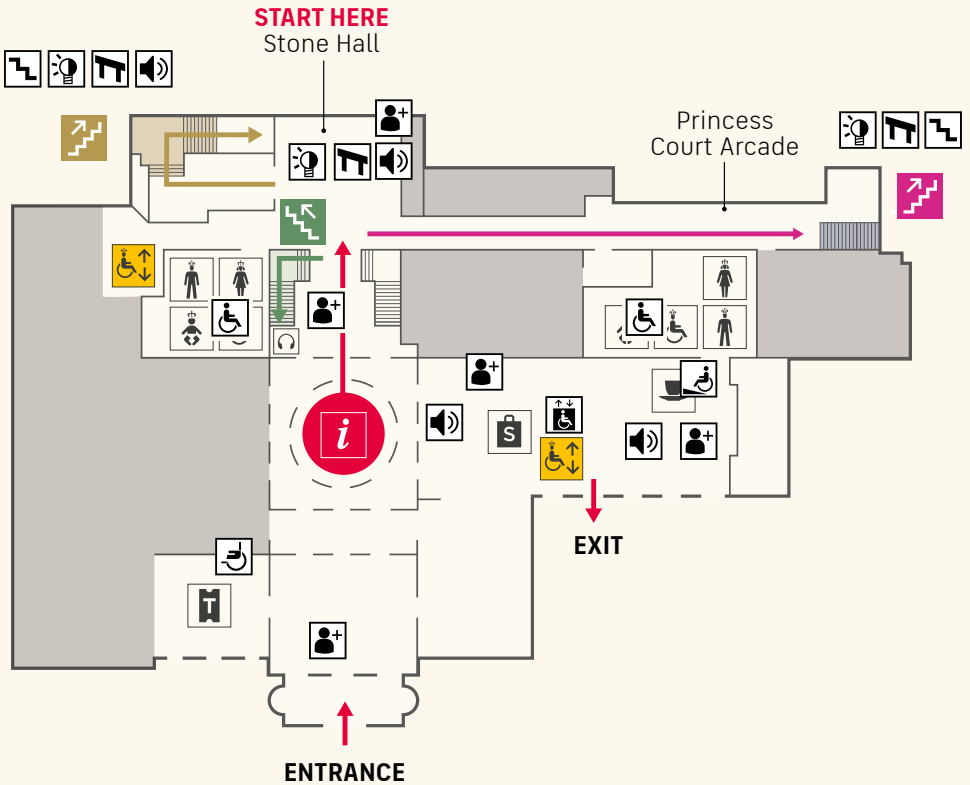 START HERE
Stone Hall
Princess
Court Arcade
i
S
EXIT
T
ENTRANCE